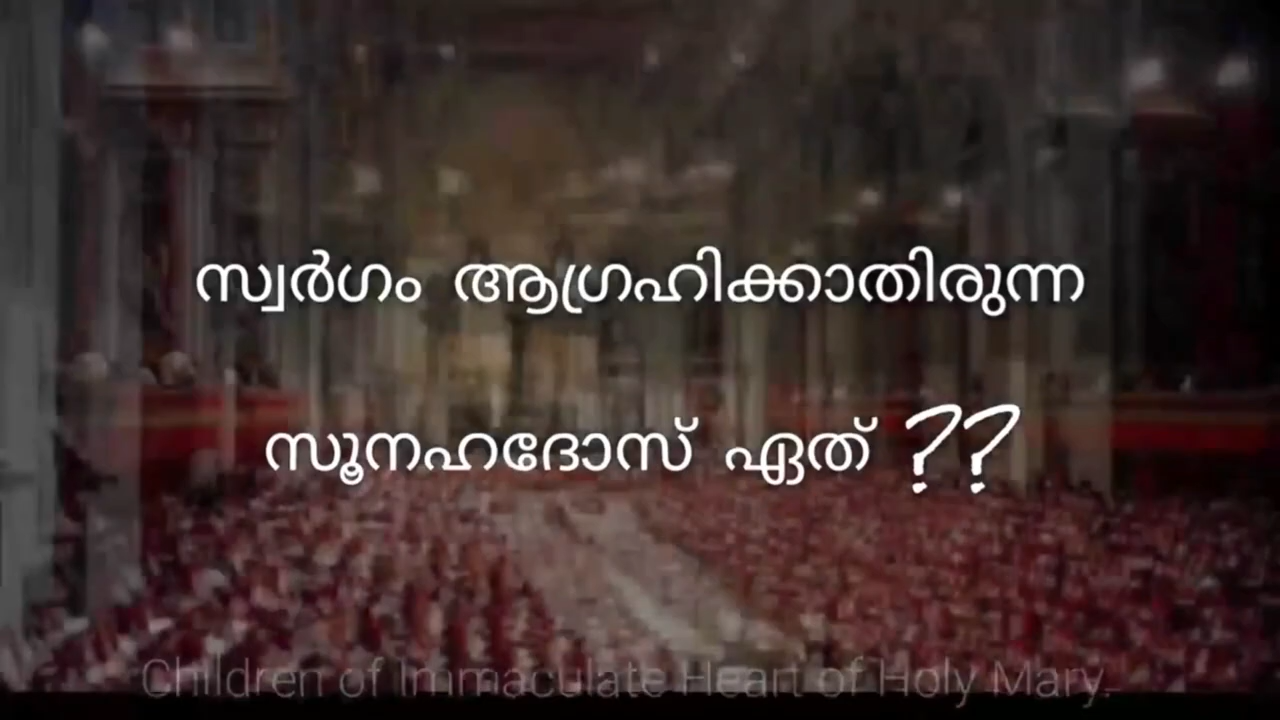 സ്വർഗം ആഗ്രഹിക്കാതിരുന്ന
സൂനഹദോസ് ഏത് ??
Children of Immaculate Heart of Holy Mary.